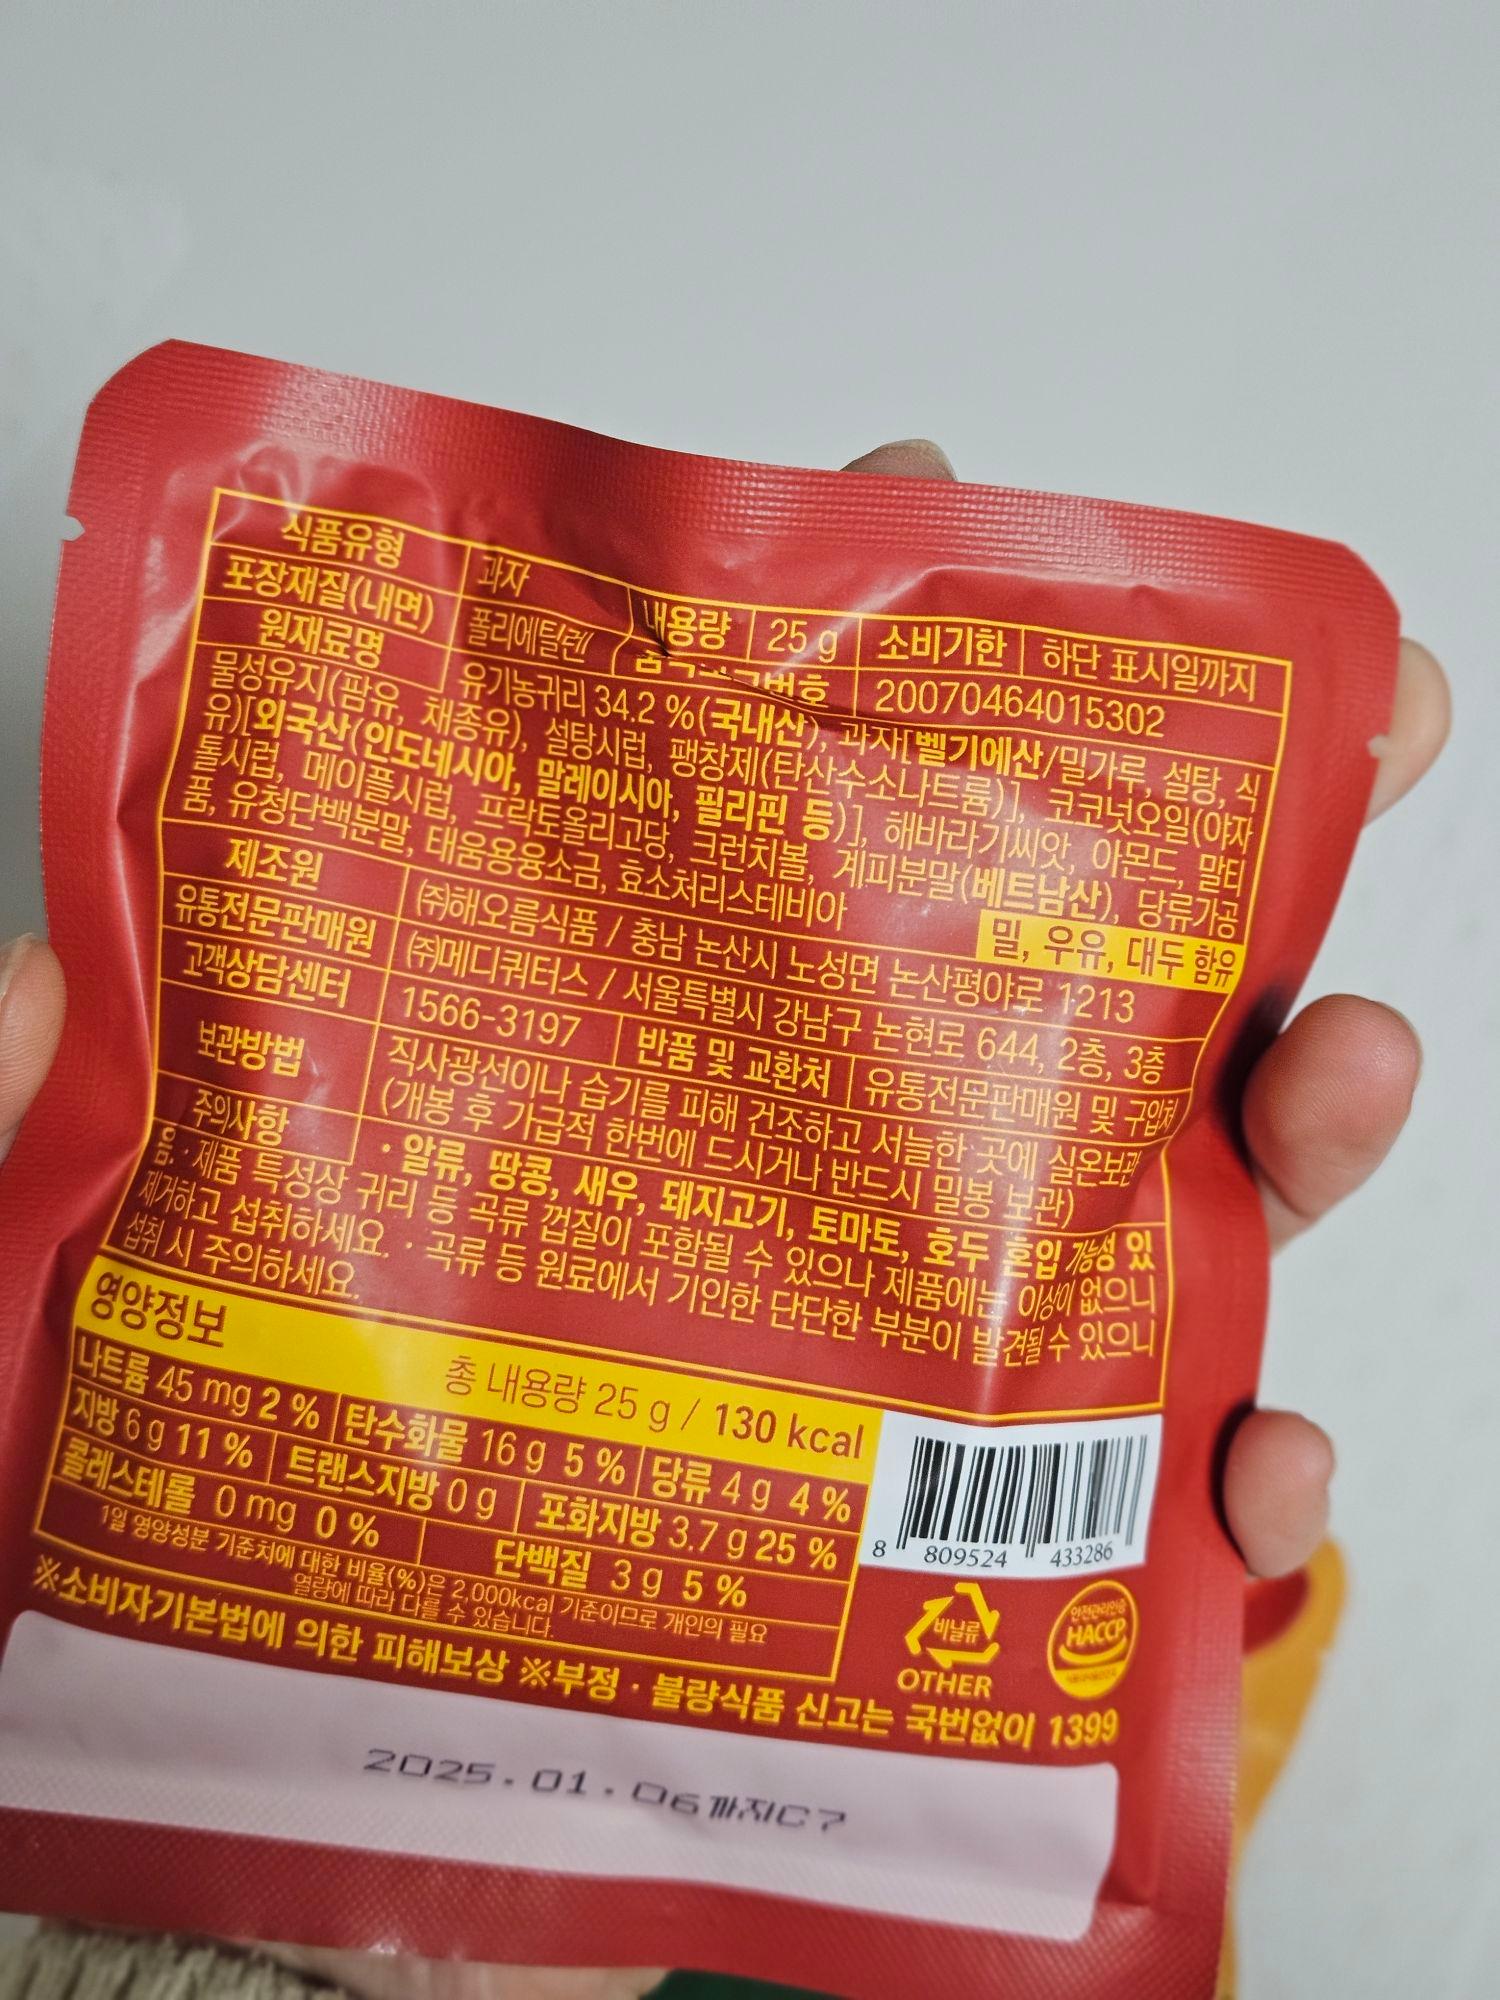 식품유형 과자 내용량 25 g 소비기한 하단 표시일까지
포장재질(내면) 폴리에틸렌 20070464015302
원재료명 유기농귀리 34.2 %(국내산), 과자[벨기에산/밀가루, 설탕, 식
물성유지(팜유, 채종유), 설탕시럽, 팽창제(탄산수소나트륨)], 코코넛오일(야자
유)[외국산(인도네시아, 말레이시아, 필리핀 등)], 해바라기씨앗, 아몬드, 말티
톨시럽, 메이플시럽, 프락토올리고당, 크런치볼, 계피분말(베트남산), 당류가공
품, 유청단백분말, 태움용융소금, 효소처리스테비아
밀, 우유, 대두 함유
제조원 ㈜해오름식품 / 충남 논산시 노성면 논산평야로 1213
유통전문판매원 ㈜메디쿼터스 / 서울특별시 강남구 논현로 644, 2층, 3층
고객상담센터 1566-3197 반품 및 교환처 유통전문판매원 및 구입처
보관방법 직사광선이나 습기를 피해 건조하고 서늘한 곳에 실온보관
(개봉 후 가급적 한번에 드시거나 반드시 밀봉 보관)
주의사항 · 알류, 땅콩, 새우, 돼지고기, 토마토, 호두 혼입 가능성 있
음. · 제품 특성상 귀리 등 곡류 껍질이 포함될 수 있으나 제품에는 이상이 없으니
제거하고 섭취하세요. · 곡류 등 원료에서 기인한 단단한 부분이 발견될 수 있으니
섭취 시 주의하세요.
영양정보 총 내용량 25 g / 130 kcal
나트륨 45 mg 2 % 탄수화물 16 g 5 % 당류 4 g 4 %
지방 6 g 11 % 트랜스지방 0 g 포화지방 3.7 g 25 %
콜레스테롤 0 mg 0 % 단백질 3 g 5 %
1일 영양성분 기준치에 대한 비율(%)은 2,000kcal 기준이므로 개인의 필요
열량에 따라 다를 수 있습니다.
8 809524 433286
비닐류
OTHER
안전관리인증
HACCP
※소비자기본법에 의한 피해보상 ※부정 · 불량식품 신고는 국번없이 1399
2025.01.06까지C7